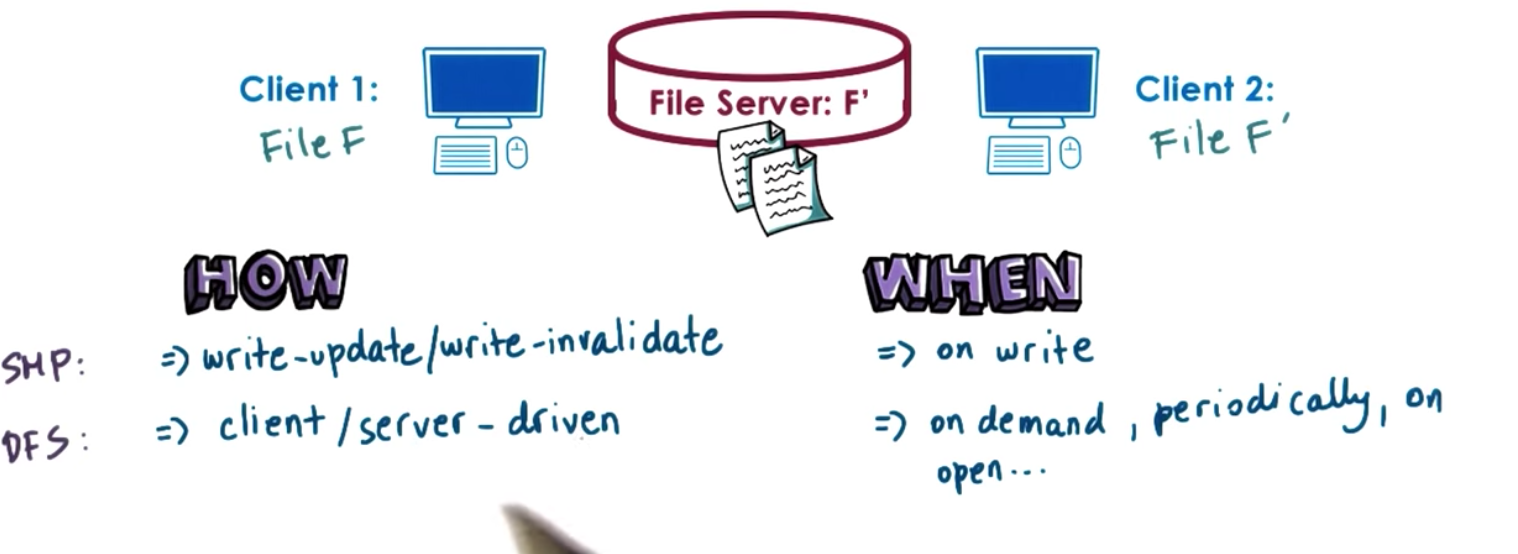 Client 1:
File F
File Server: F'
Client 2:
File F'
HOW
WHEN
SMP:
=> write-update/write-invalidate
=> on write
DFS:
=> client/server-driven
=> on demand, periodically, on
open...